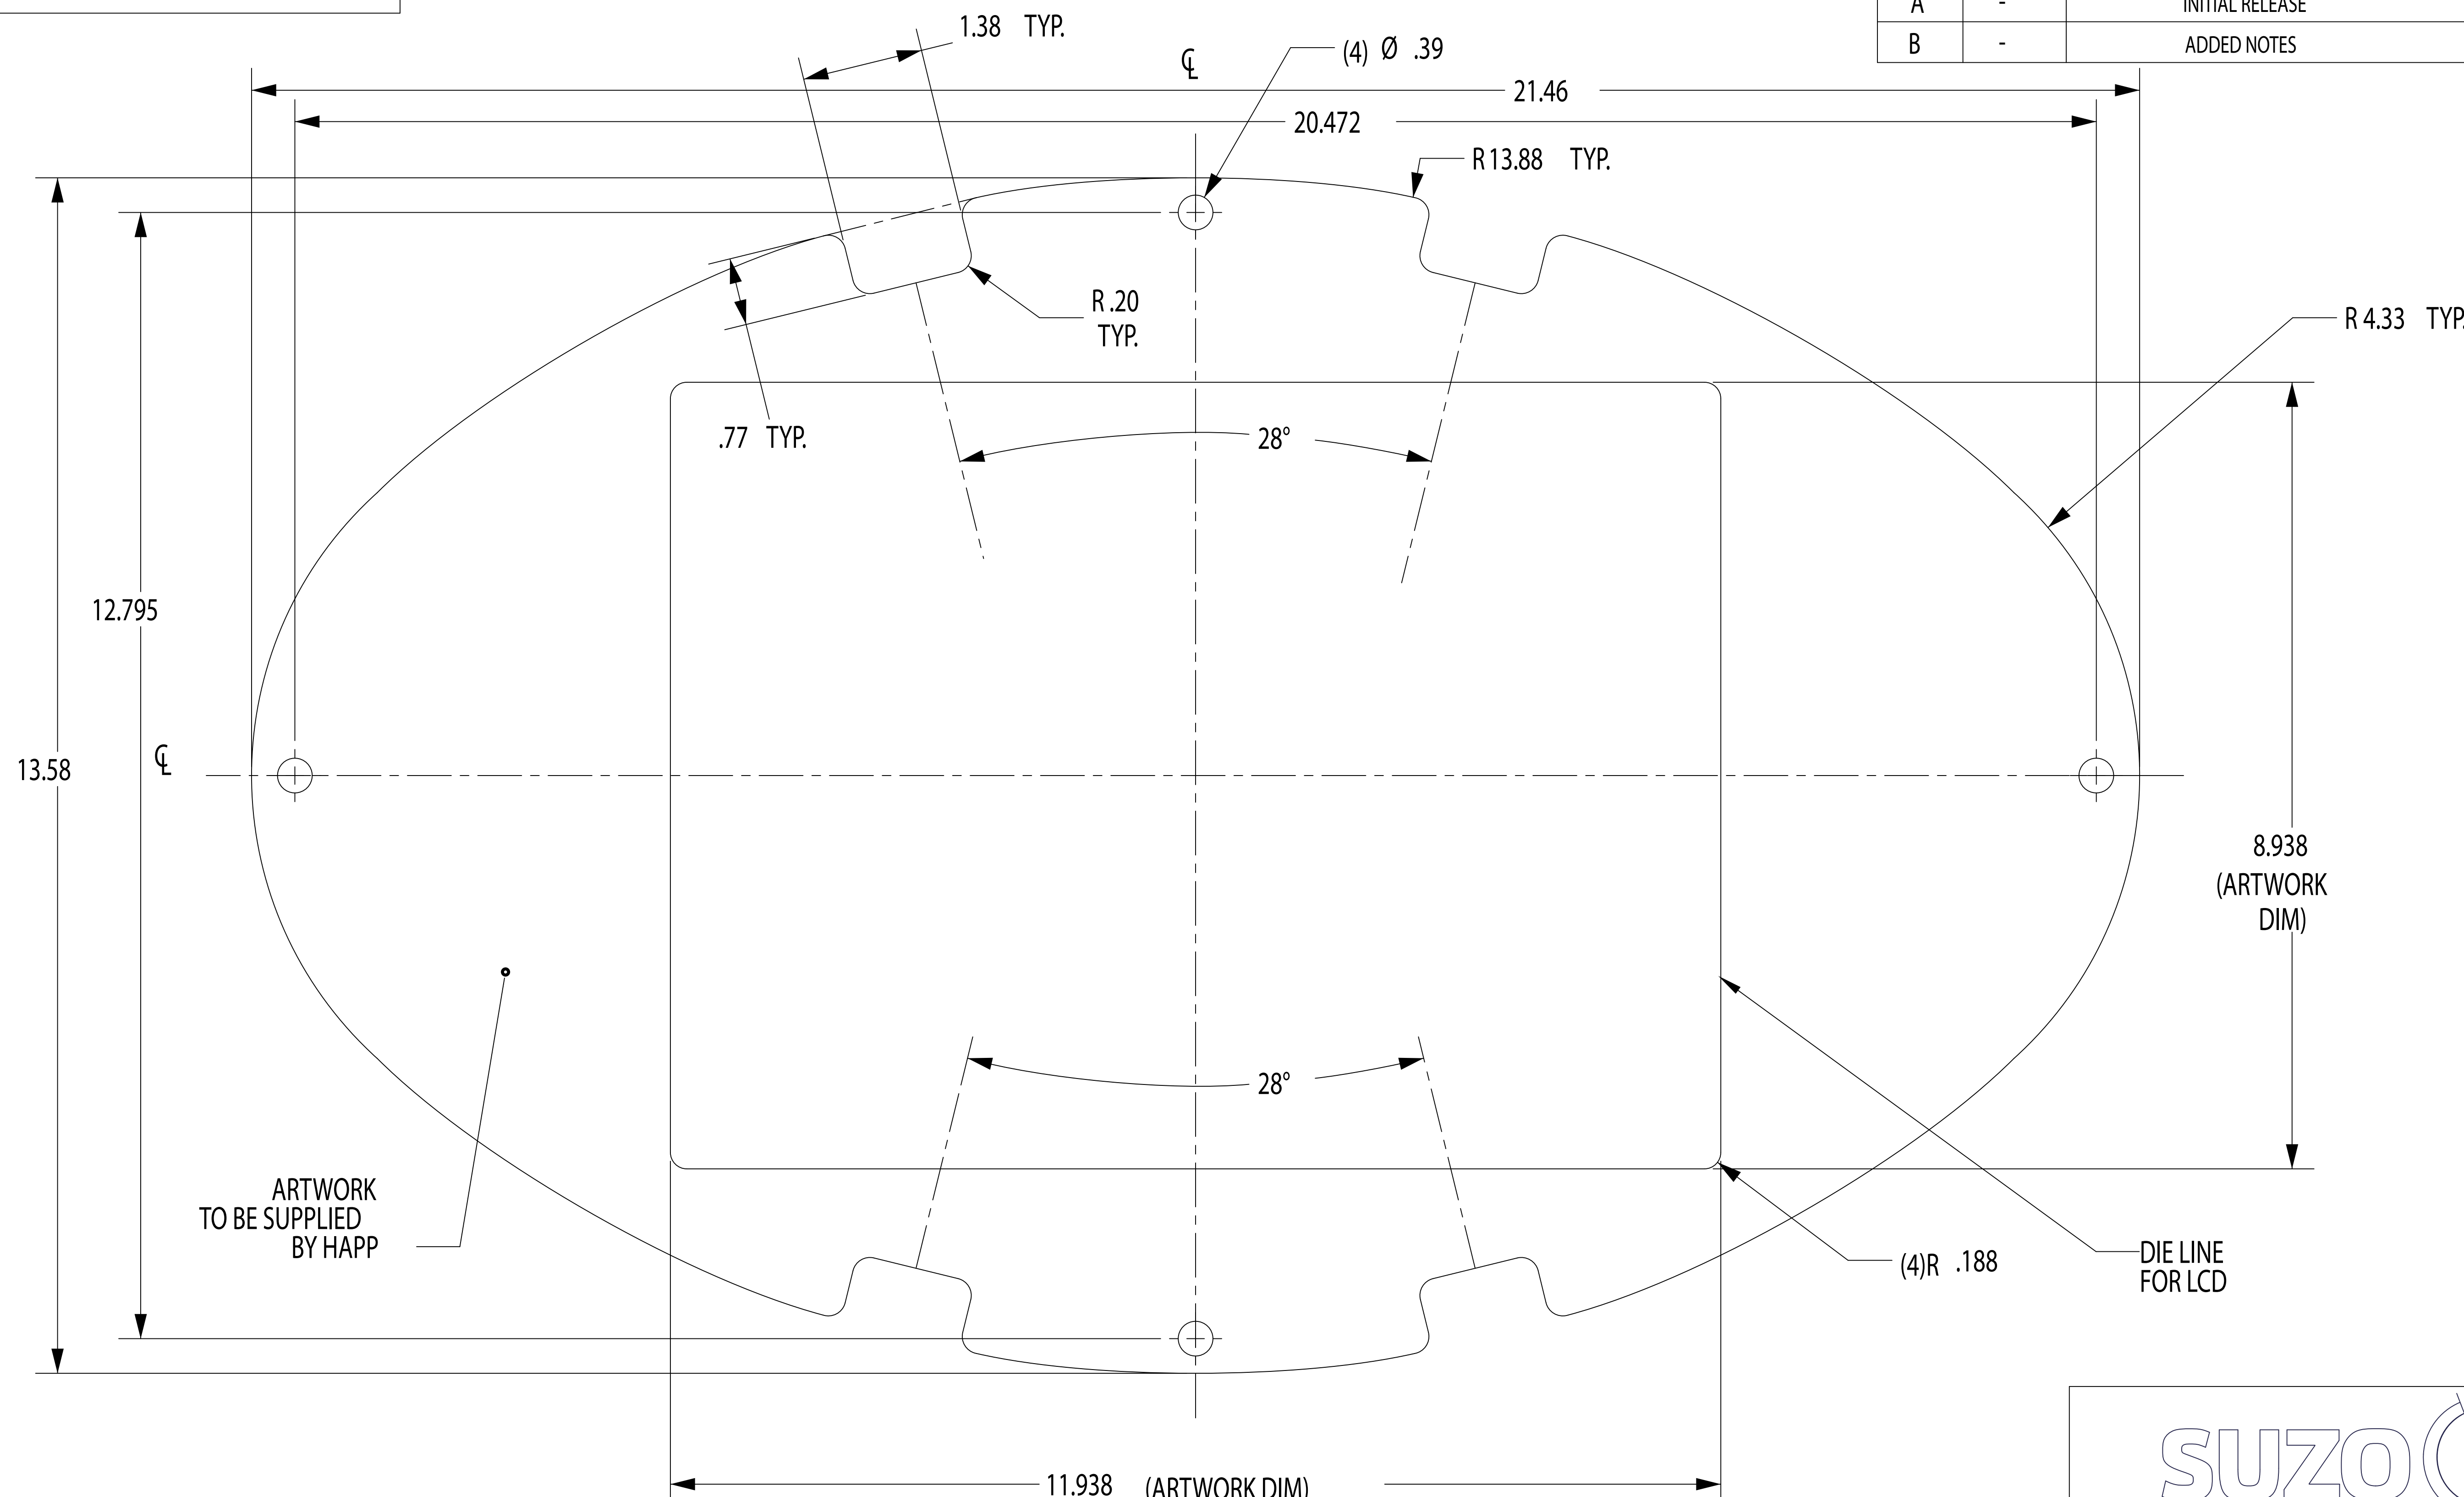 A - INITIAL RELEASE
B - ADDED NOTES
1.38 TYP.
℄
(4) Ø .39
21.46
20.472
R 13.88 TYP.
R .20
TYP.
R 4.33 TYP.
.77 TYP.
28°
12.795
13.58
℄
8.938
(ARTWORK
DIM)
28°
ARTWORK
TO BE SUPPLIED
BY HAPP
(4)R .188
DIE LINE
FOR LCD
11.938 (ARTWORK DIM)
SUZO